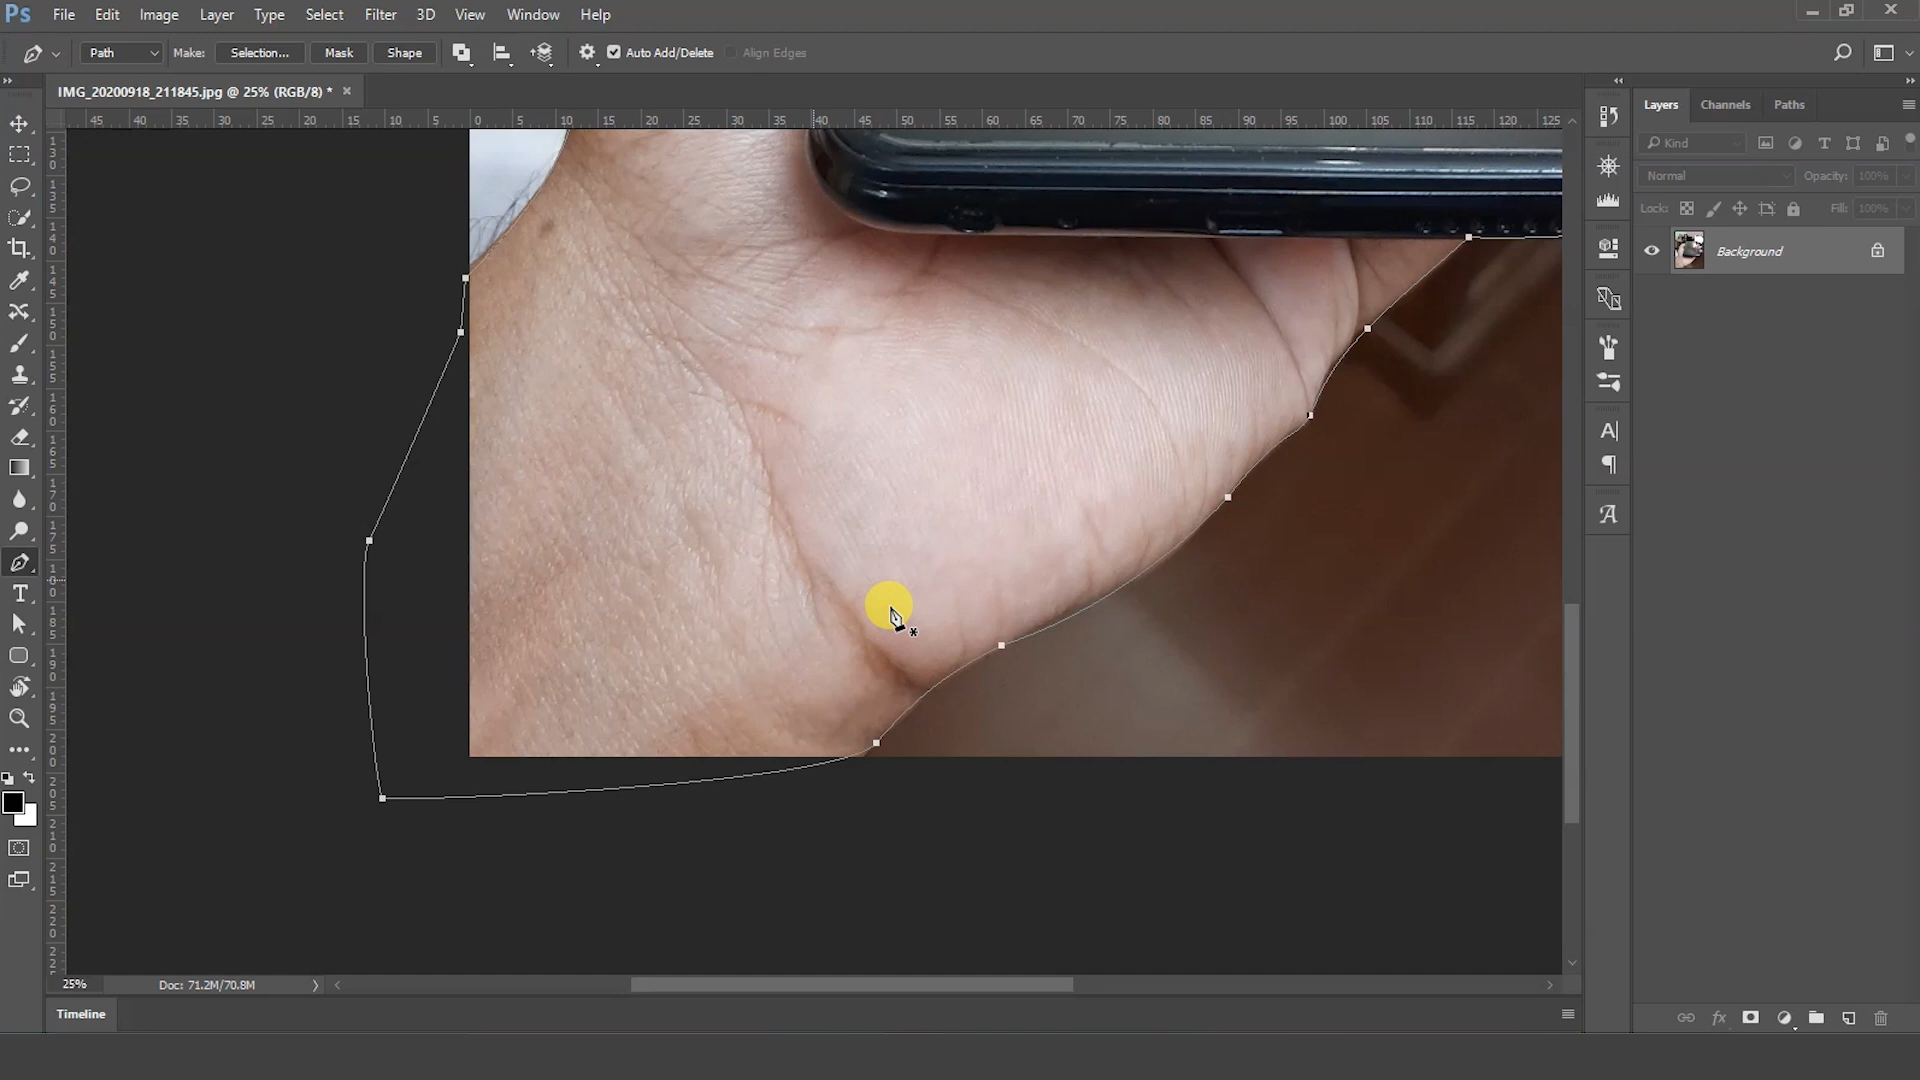 Ps File Edit Image Layer Type Select Filter 3D View Window Help
Path Make: Selection... Mask Shape Auto Add/Delete Align Edges
IMG_20200918_211845.jpg @ 25% (RGB/8) * ×
45 40 35 30 25 20 15 10 5 0 5 10 15 20 25 30 35 40 45 50 55 60 65 70 75 80 85 90 95 100 105 110 115 120 125
Layers Channels Paths
Kind
Normal Opacity: 100%
Lock: Fill: 100%
Background
25% Doc: 71.2M/70.8M
Timeline